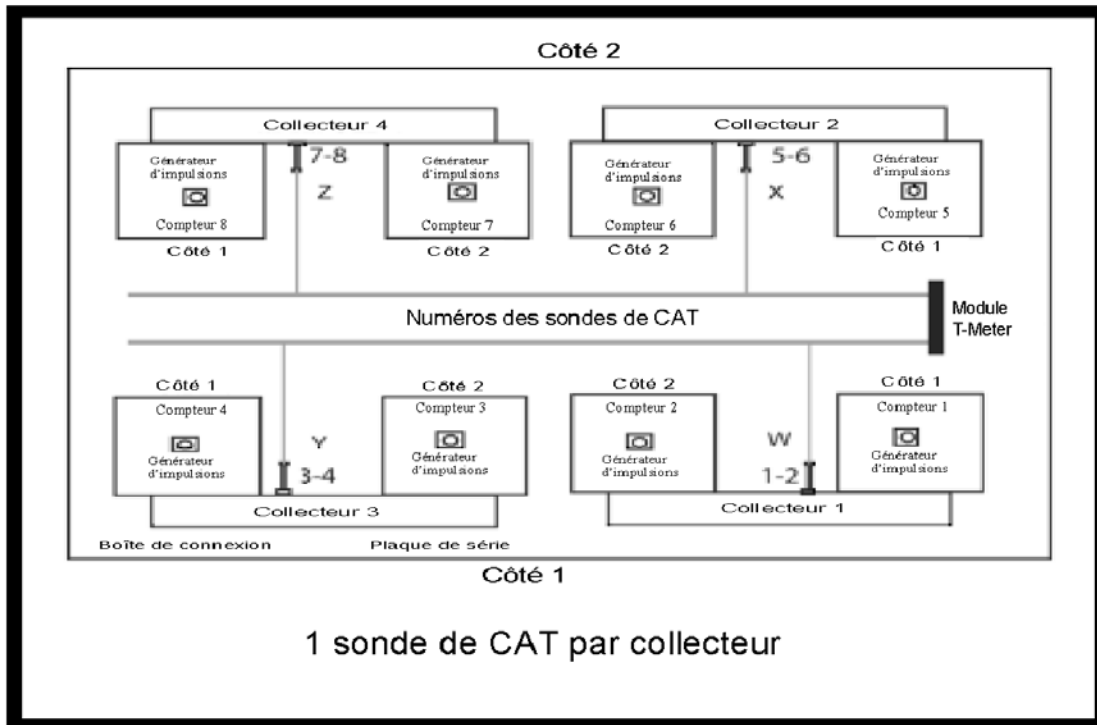 Côté 2
Collecteur 4
Collecteur 2
Générateur
d'impulsions
Compteur 8
Côté 1
7-8
Z
Générateur
d'impulsions
Compteur 7
Côté 2
Générateur
d'impulsions
Compteur 6
Côté 2
5-6
X
Générateur
d'impulsions
Compteur 5
Côté 1
Numéros des sondes de CAT
Module
T-Meter
Côté 1
Compteur 4
Générateur
d'impulsions
Y
3-4
Côté 2
Compteur 3
Générateur
d'impulsions
Côté 2
Compteur 2
Générateur
d'impulsions
W
1-2
Côté 1
Compteur 1
Générateur
d'impulsions
Collecteur 3
Collecteur 1
Boîte de connexion
Plaque de série
Côté 1
1 sonde de CAT par collecteur